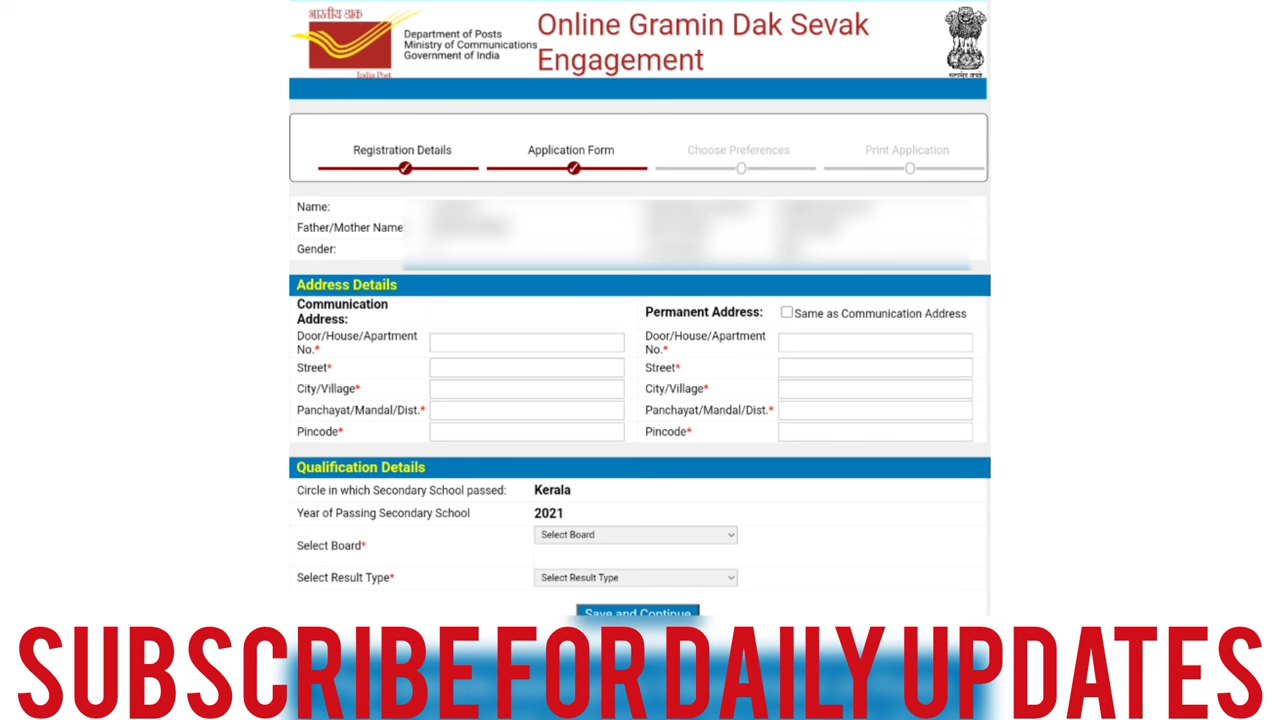 भारतीय डाक
India Post
Department of Posts
Ministry of Communications
Government of India
Online Gramin Dak Sevak
Engagement
सत्यमेव जयते
Registration Details
Application Form
Choose Preferences
Print Application
Name:
Father/Mother Name
Gender:
Address Details
Communication
Address:
Permanent Address:
Same as Communication Address
Door/House/Apartment
No.*
Door/House/Apartment
No.*
Street*
Street*
City/Village*
City/Village*
Panchayat/Mandal/Dist.*
Panchayat/Mandal/Dist.*
Pincode*
Pincode*
Qualification Details
Circle in which Secondary School passed: Kerala
Year of Passing Secondary School 2021
Select Board* Select Board
Select Result Type* Select Result Type
Save and Continue
SUBSCRIBE FOR DAILY UPDATES